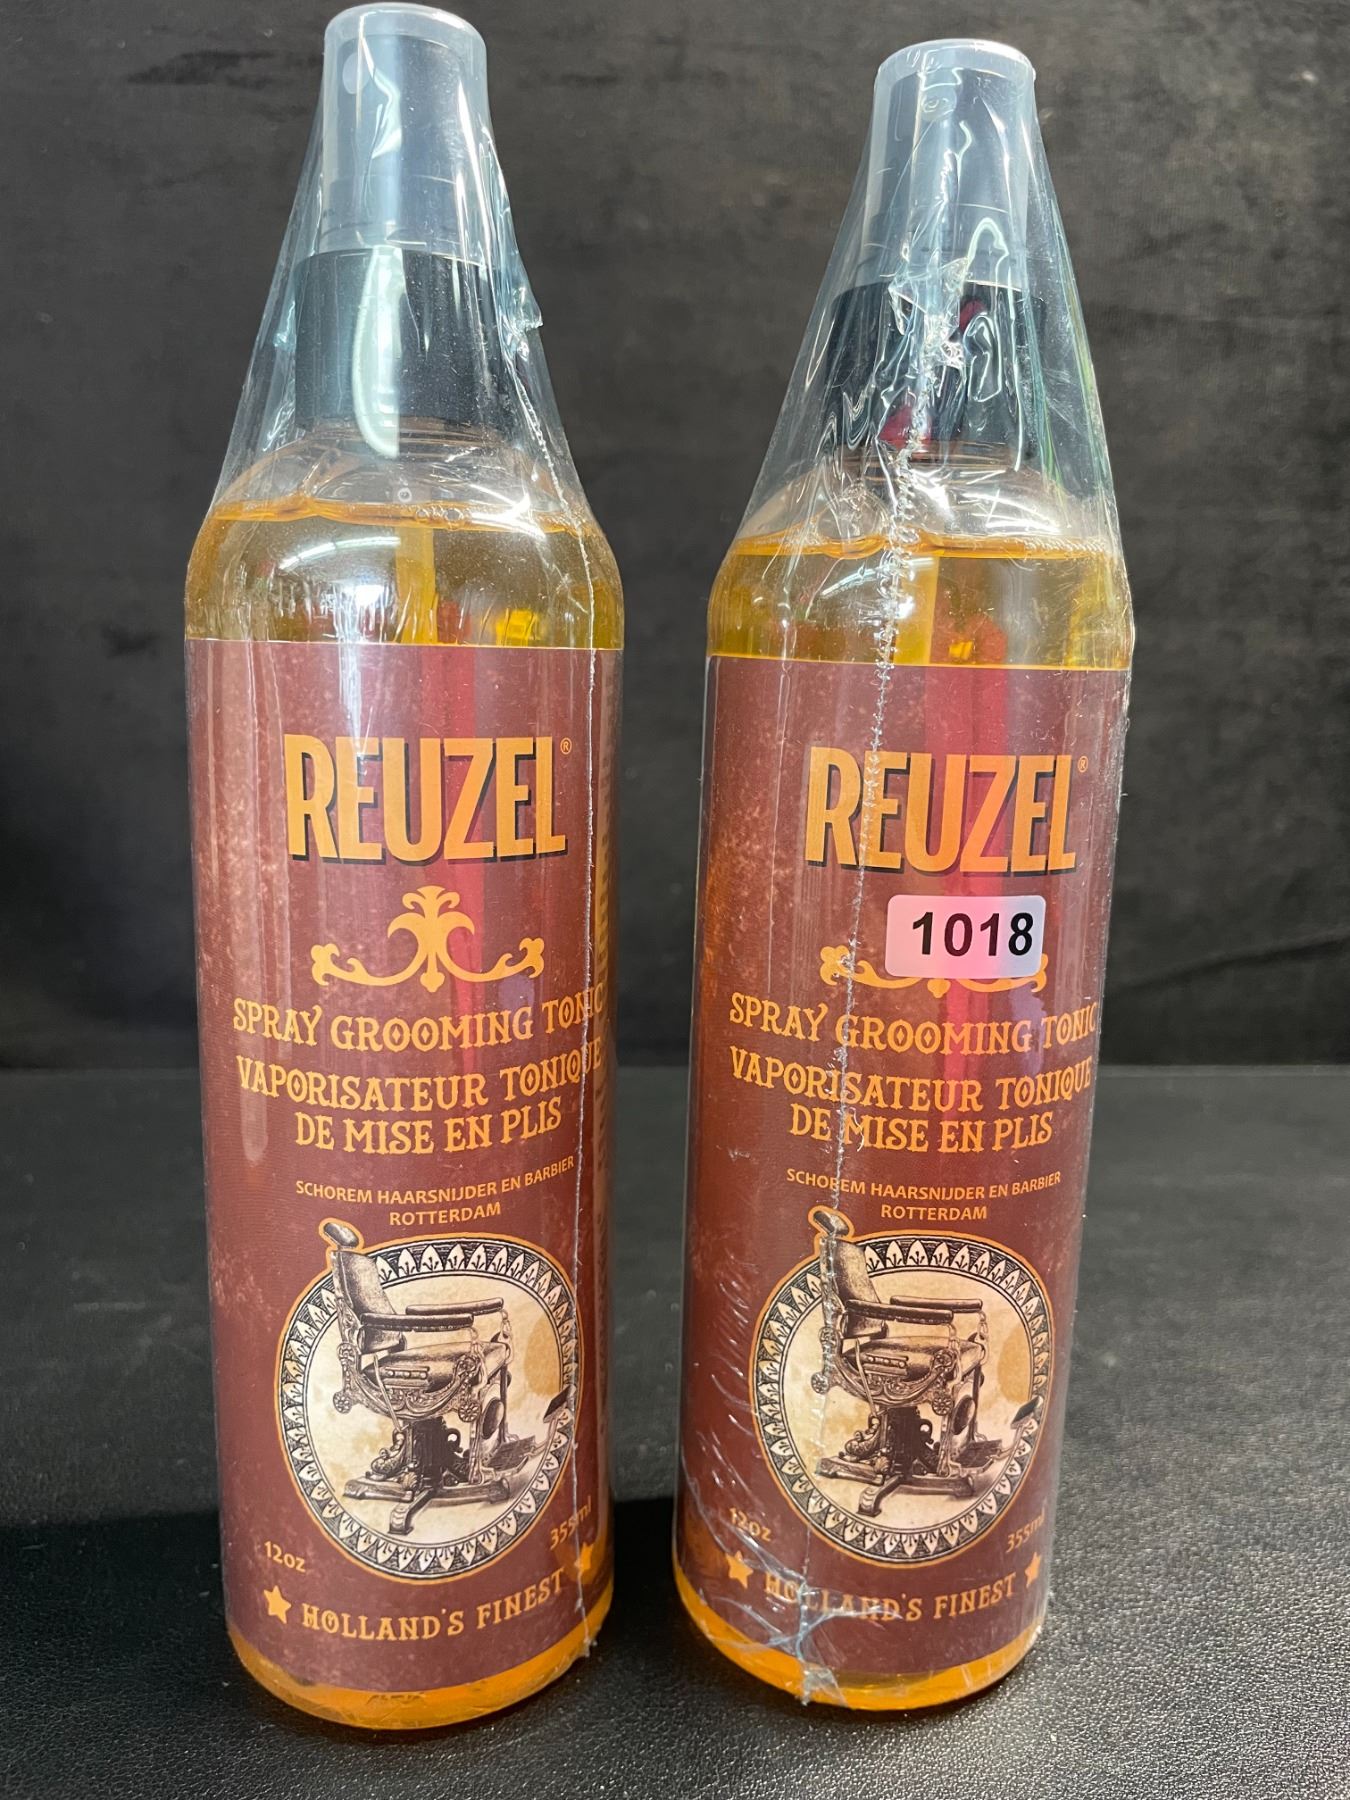 REUZEL®
SPRAY GROOMING TONIC
VAPORISATEUR TONIQUE
DE MISE EN PLIS
SCHOREM HAARSNIJDER EN BARBIER
ROTTERDAM
12oz 355ml
HOLLAND'S FINEST
REUZEL®
1018
SPRAY GROOMING TONIC
VAPORISATEUR TONIQUE
DE MISE EN PLIS
SCHOREM HAARSNIJDER EN BARBIER
ROTTERDAM
12oz 355ml
HOLLAND'S FINEST